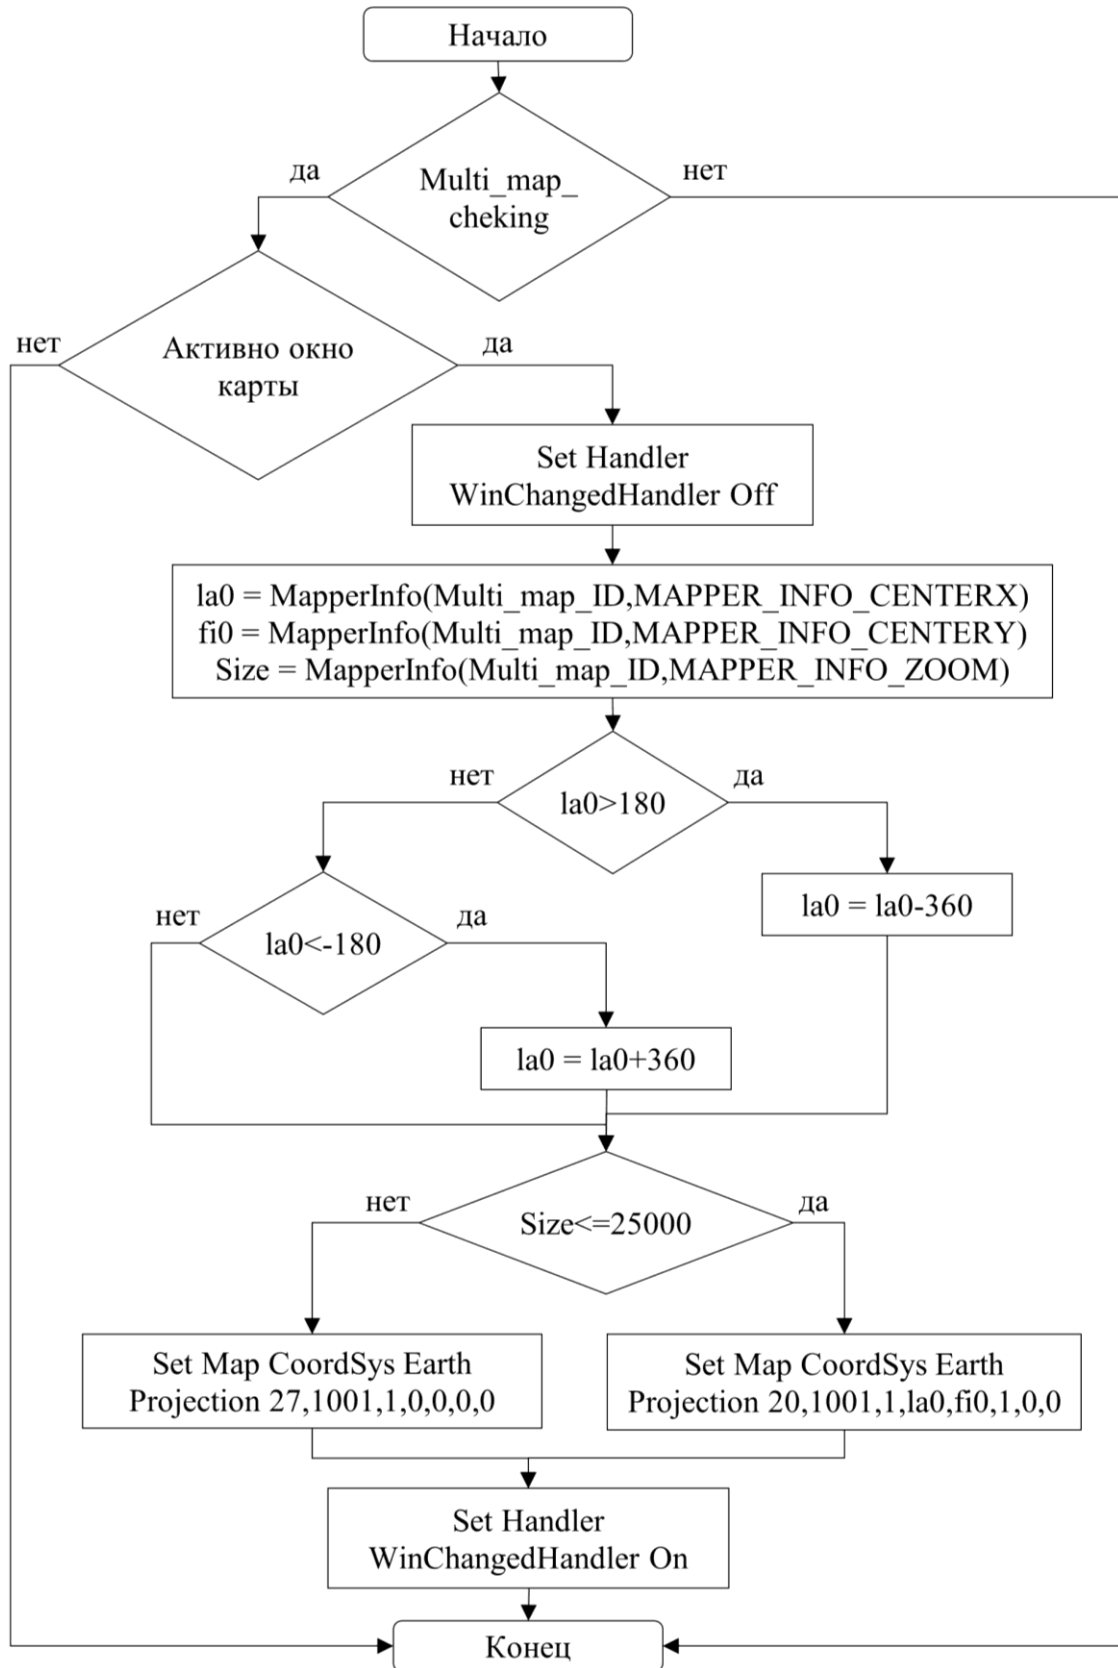 Начало
да
нет
Multi_map_
cheking
нет
да
Активно окно
карты
Set Handler
WinChangedHandler Off
la0 = MapperInfo(Multi_map_ID,MAPPER_INFO_CENTERX)
fi0 = MapperInfo(Multi_map_ID,MAPPER_INFO_CENTERY)
Size = MapperInfo(Multi_map_ID,MAPPER_INFO_ZOOM)
нет
да
la0>180
la0 = la0-360
нет
да
la0<-180
la0 = la0+360
нет
да
Size<=25000
Set Map CoordSys Earth
Projection 27,1001,1,0,0,0,0
Set Map CoordSys Earth
Projection 20,1001,1,la0,fi0,1,0,0
Set Handler
WinChangedHandler On
Конец